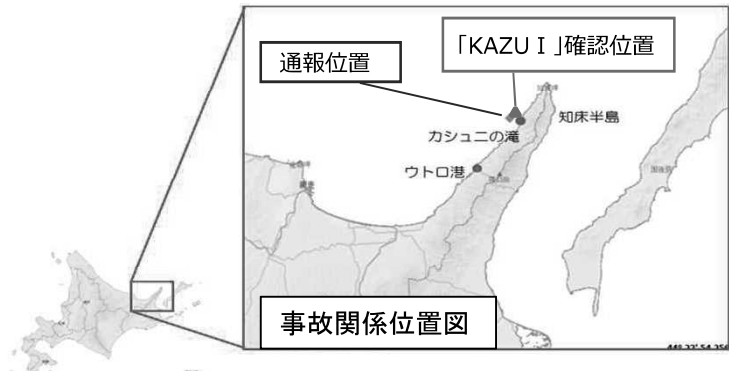 「KAZU I」確認位置
通報位置
知床半島
カシュニの滝
ウトロ港
事故関係位置図